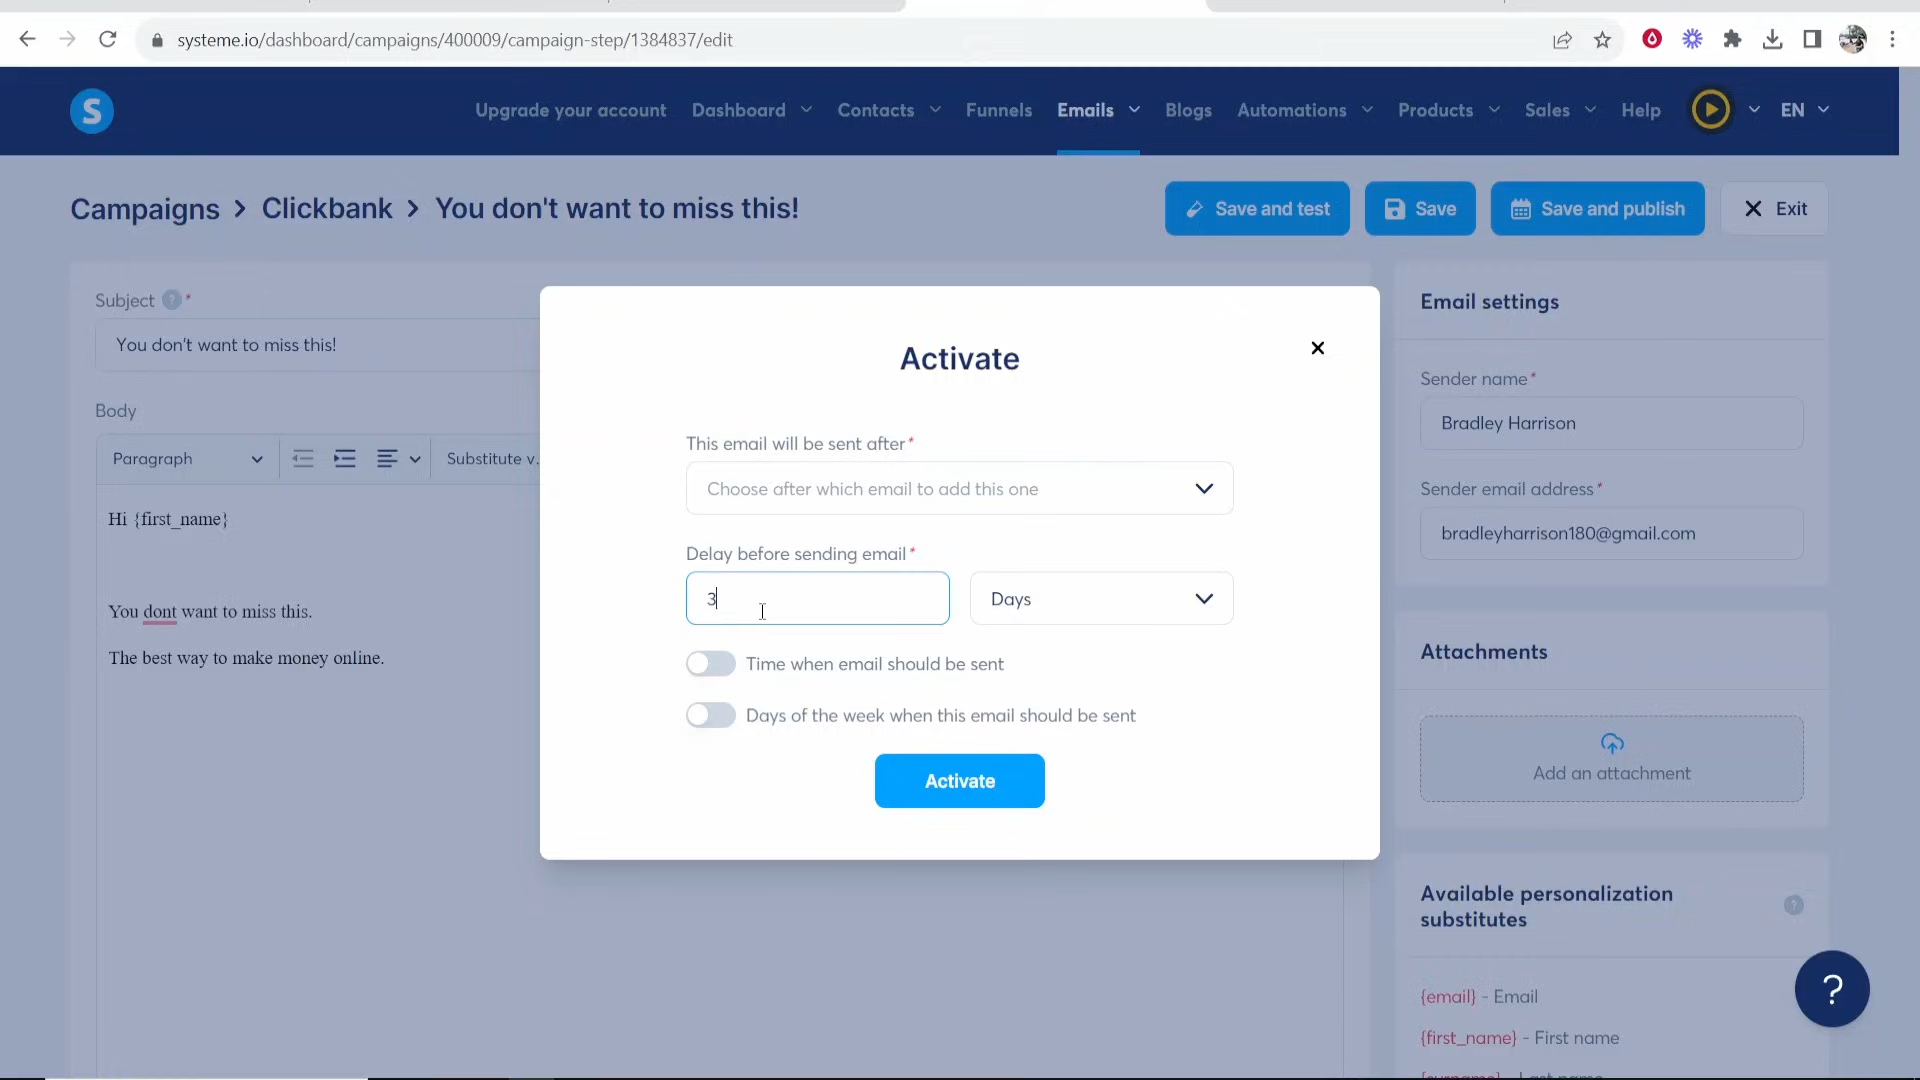 systeme.io/dashboard/campaigns/400009/campaign-step/1384837/edit
S
Upgrade your account
Dashboard
Contacts
Funnels
Emails
Blogs
Automations
Products
Sales
Help
EN
Campaigns > Clickbank > You don't want to miss this!
Save and test
Save
Save and publish
Exit
Subject ? *
You don't want to miss this!
Body
Paragraph
Substitute v...
Hi {first_name}
You dont want to miss this.
The best way to make money online.
Activate
This email will be sent after*
Choose after which email to add this one
Delay before sending email*
3
Days
Time when email should be sent
Days of the week when this email should be sent
Activate
Email settings
Sender name*
Bradley Harrison
Sender email address*
bradleyharrison180@gmail.com
Attachments
Add an attachment
Available personalization
substitutes
?
{email} - Email
{first_name} - First name
{surname} - Last name
?